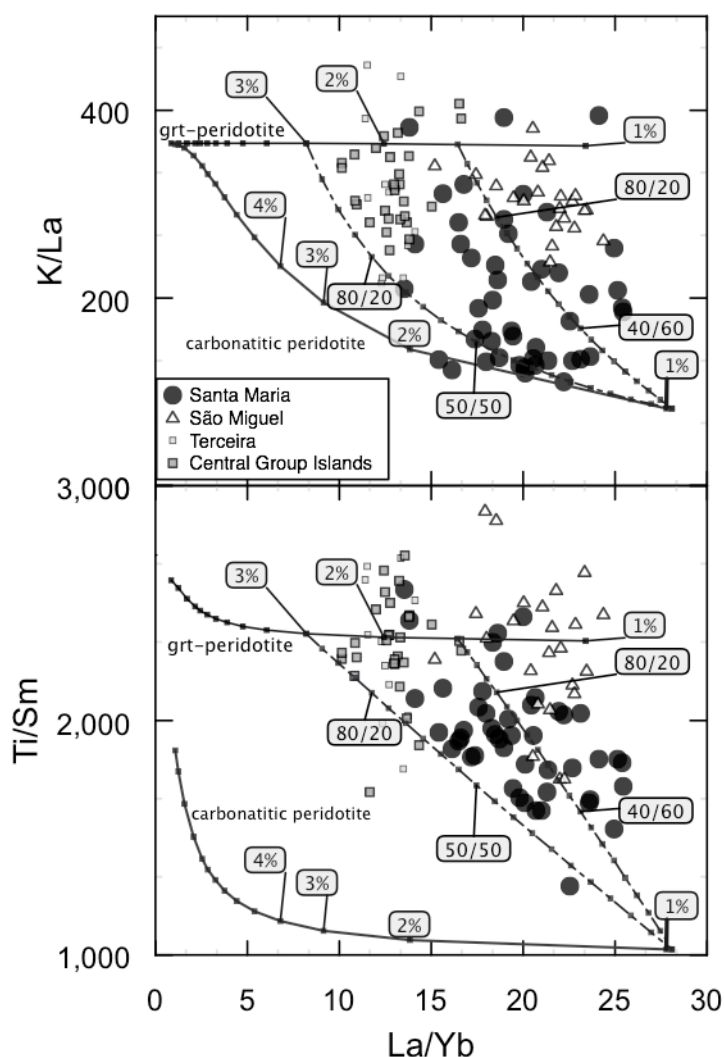 400
3%
2%
1%
grt-peridotite
80/20
4%
3%
K/La
200
80/20
2%
40/60
carbonatitic peridotite
1%
50/50
Santa Maria
São Miguel
Terceira
Central Group Islands
3,000
3%
2%
1%
grt-peridotite
80/20
Ti/Sm
2,000
80/20
carbonatitic peridotite
40/60
50/50
4%
3%
2%
1%
1,000
0 5 10 15 20 25 30
La/Yb